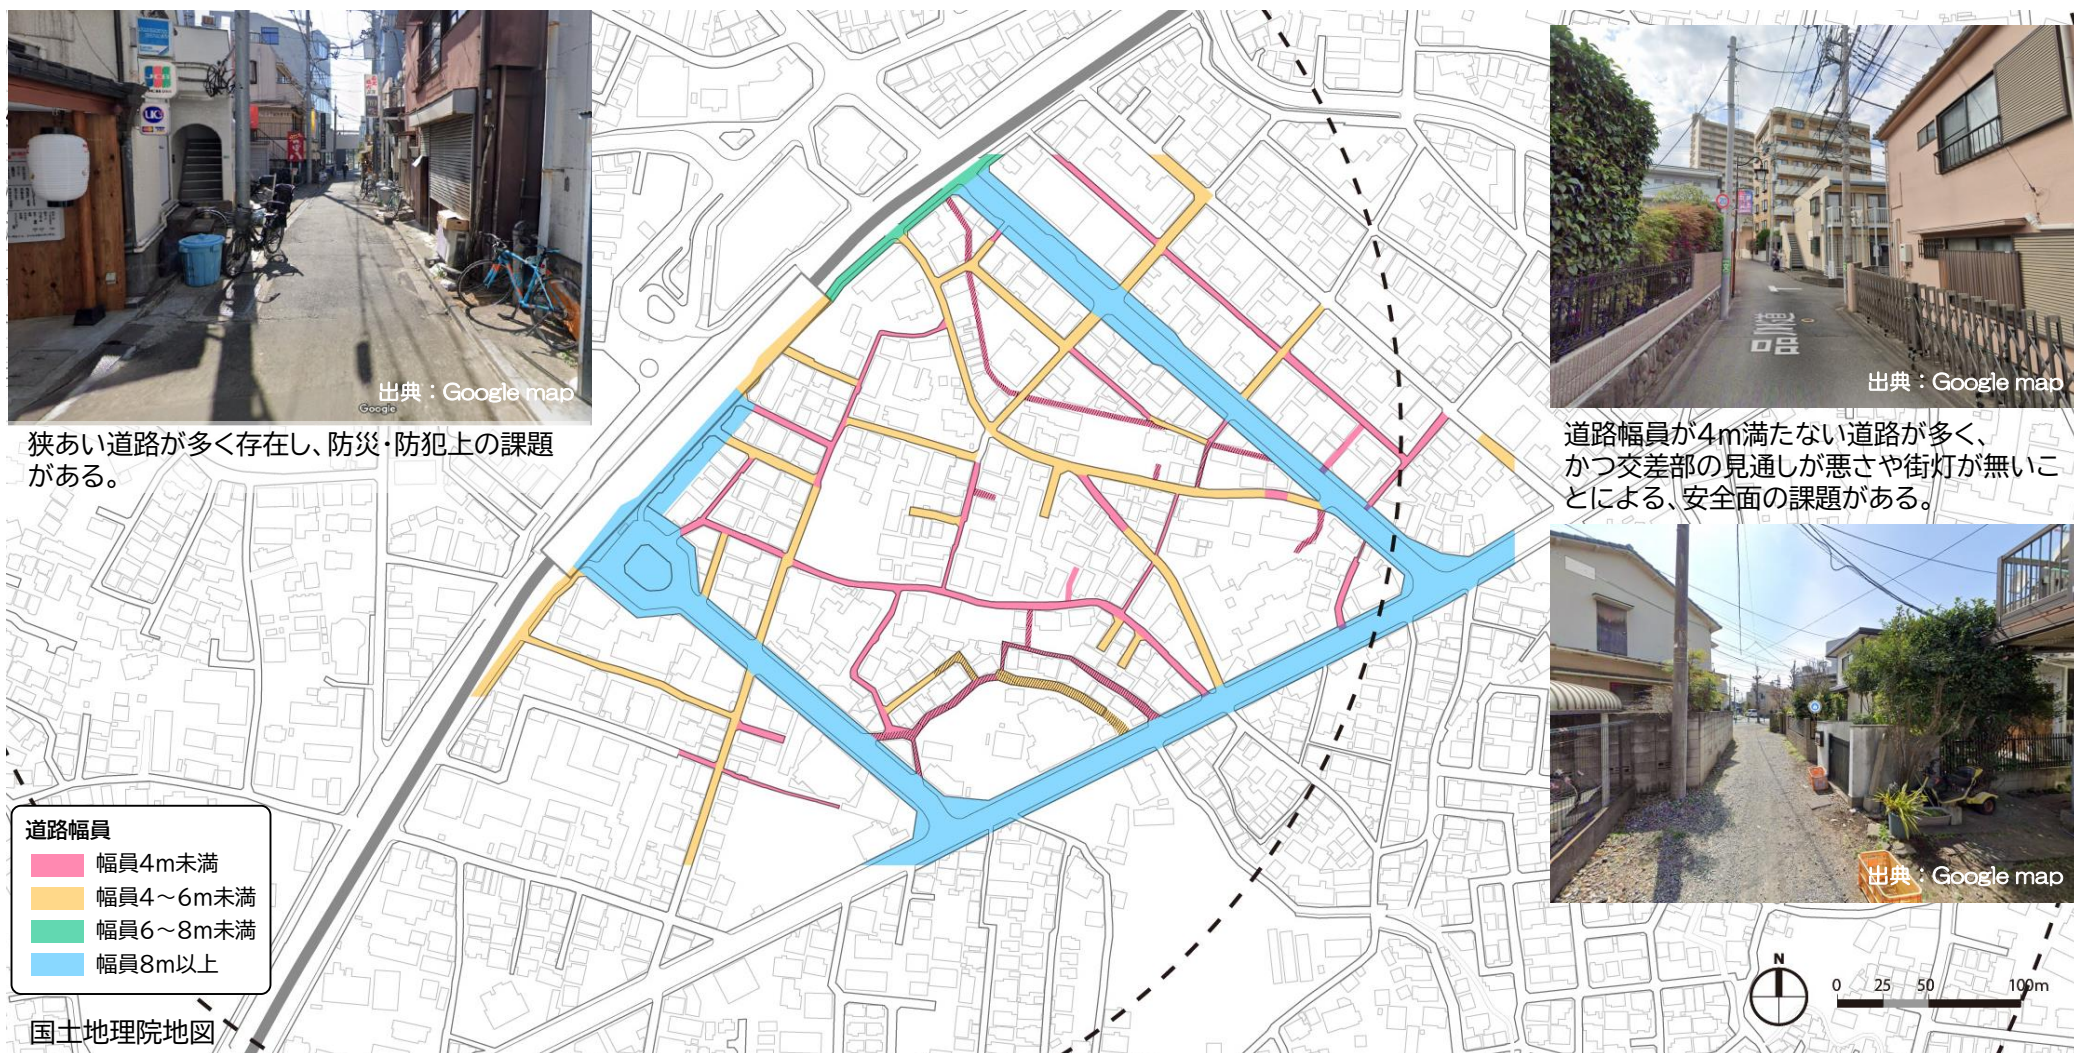 JCB
UC
出典：Google map
Google
狭あい道路が多く存在し、防災・防犯上の課題
がある。
出典：Google map
道路幅員が4m満たない道路が多く、
かつ交差部の見通しが悪さや街灯が無いこ
とによる、安全面の課題がある。
出典：Google map
道路幅員
幅員4m未満
幅員4～6m未満
幅員6～8m未満
幅員8m以上
国土地理院地図
N
0 25 50 100m